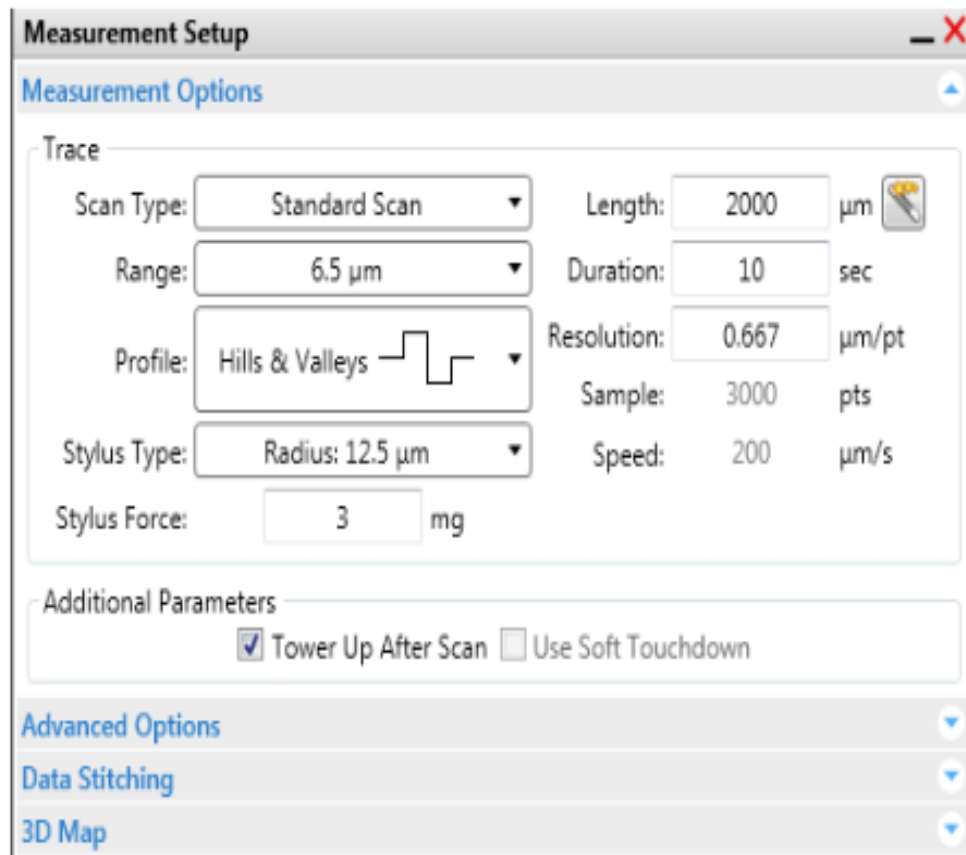 Measurement Setup
Measurement Options
Trace
Scan Type: Standard Scan Length: 2000 µm
Range: 6.5 µm Duration: 10 sec
Profile: Hills & Valleys Resolution: 0.667 µm/pt
Sample: 3000 pts
Stylus Type: Radius: 12.5 µm Speed: 200 µm/s
Stylus Force: 3 mg
Additional Parameters
Tower Up After Scan Use Soft Touchdown
Advanced Options
Data Stitching
3D Map